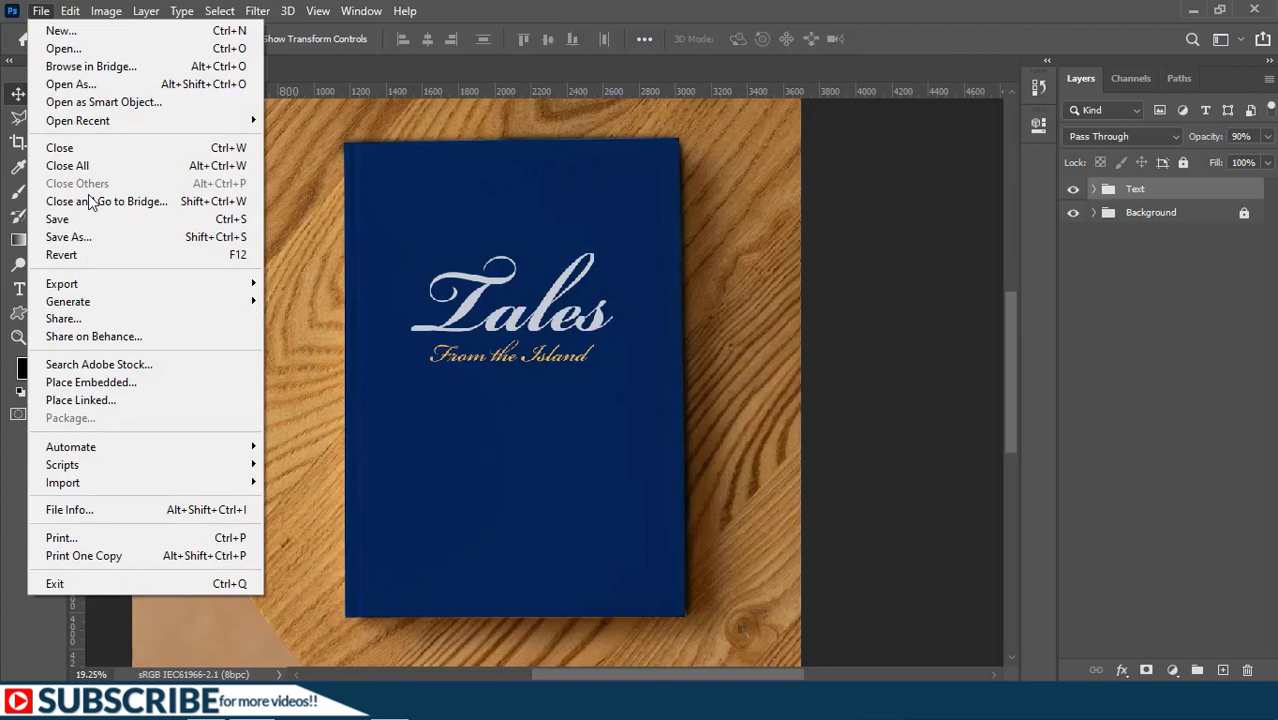 Ps File Edit Image Layer Type Select Filter 3D View Window Help
Show Transform Controls 3D Mode:
New... Ctrl+N
Open... Ctrl+O
Browse in Bridge... Alt+Ctrl+O
Open As... Alt+Shift+Ctrl+O
Open as Smart Object...
Open Recent
Close Ctrl+W
Close All Alt+Ctrl+W
Close Others Alt+Ctrl+P
Close and Go to Bridge... Shift+Ctrl+W
Save Ctrl+S
Save As... Shift+Ctrl+S
Revert F12
Export
Generate
Share...
Share on Behance...
Search Adobe Stock...
Place Embedded...
Place Linked...
Package...
Automate
Scripts
Import
File Info... Alt+Shift+Ctrl+I
Print... Ctrl+P
Print One Copy Alt+Shift+Ctrl+P
Exit Ctrl+Q
800 1000 1200 1400 1600 1800 2000 2200 2400 2600 2800 3000 3200 3400 3600 3800 4000 4200 4400 4600
Tales
From the Island
Layers Channels Paths
Kind
Pass Through Opacity: 90%
Lock: Fill: 100%
Text
Background
19.25% sRGB IEC61966-2.1 (8bpc)
SUBSCRIBE for more videos!!